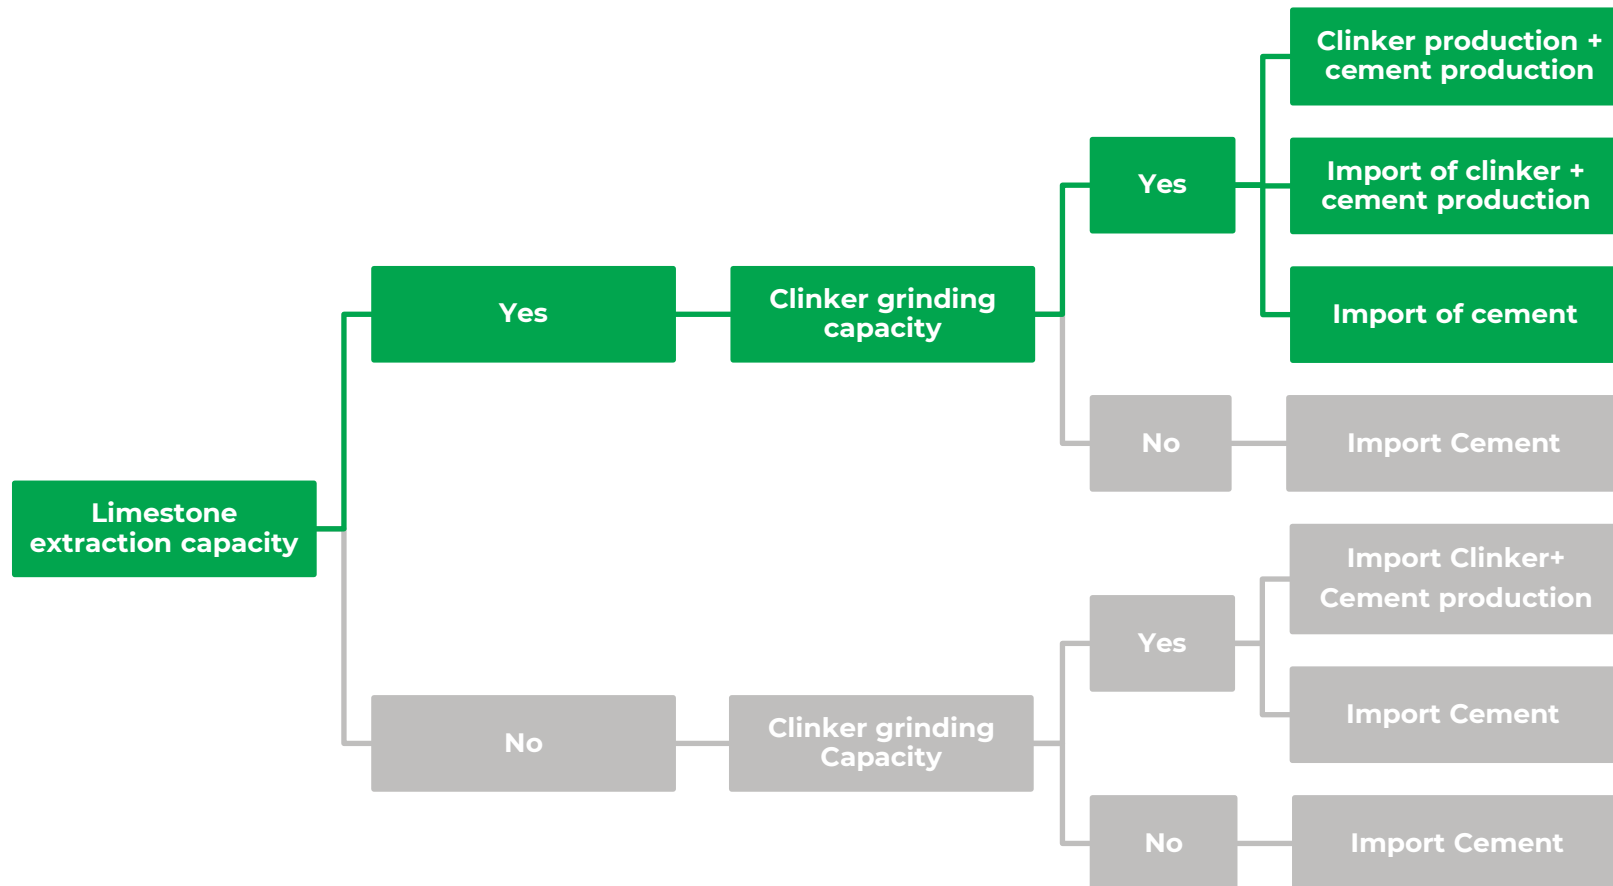 Clinker production +
cement production
Import of clinker +
cement production
Yes
Import of cement
Yes
Clinker grinding
capacity
No
Import Cement
Limestone
extraction capacity
Import Clinker+
Cement production
Yes
Import Cement
No
Clinker grinding
Capacity
No
Import Cement